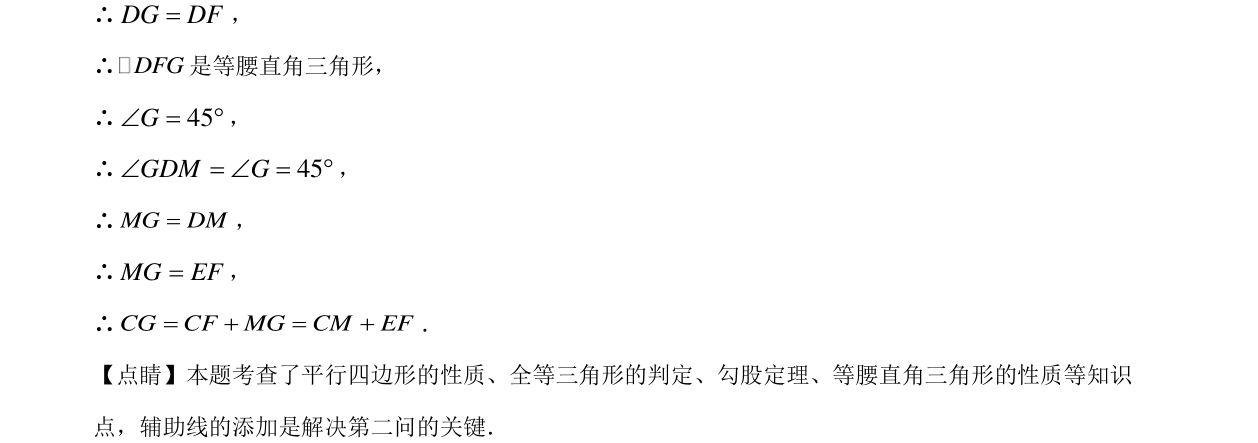 ∴ DG = DF ，
∴□DFG 是等腰直角三角形，
∴ ∠G = 45° ，
∴ ∠GDM = ∠G = 45° ，
∴ MG = DM ，
∴ MG = EF ，
∴ CG = CF + MG = CM + EF ．
【点睛】本题考查了平行四边形的性质、全等三角形的判定、勾股定理、等腰直角三角形的性质等知识
点，辅助线的添加是解决第二问的关键．